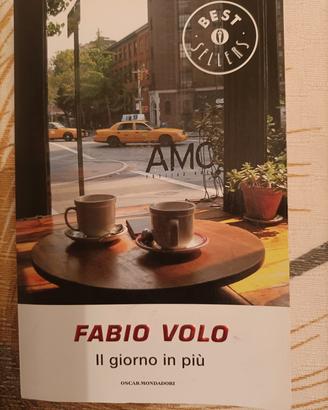 BEST
SELLERS
AMC
FABIO VOLO
Il giorno in più
OSCAR MONDADORI